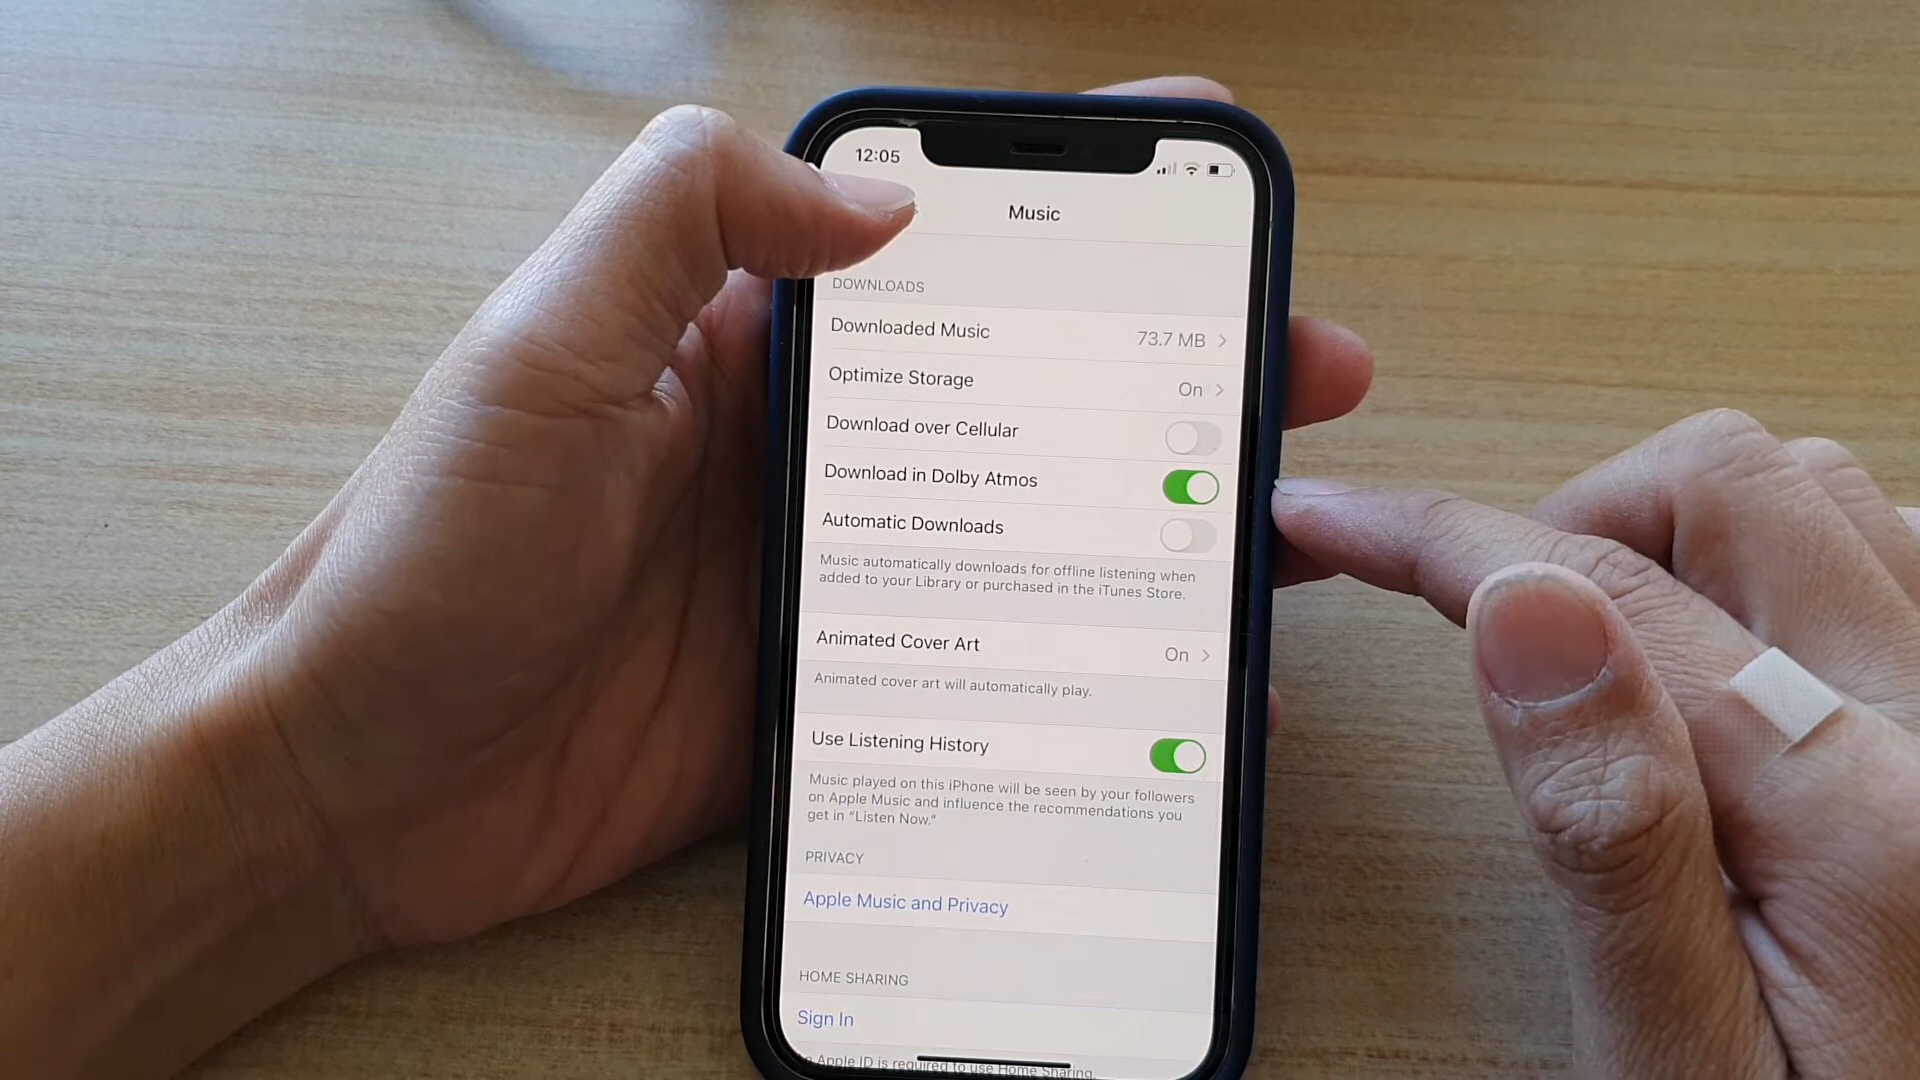 12:05
Music
DOWNLOADS
Downloaded Music 73.7 MB
Optimize Storage On
Download over Cellular
Download in Dolby Atmos
Automatic Downloads
Music automatically downloads for offline listening when
added to your Library or purchased in the iTunes Store.
Animated Cover Art On
Animated cover art will automatically play.
Use Listening History
Music played on this iPhone will be seen by your followers
on Apple Music and influence the recommendations you
get in “Listen Now.”
PRIVACY
Apple Music and Privacy
HOME SHARING
Sign In
Apple ID is required to use Home Sharing.